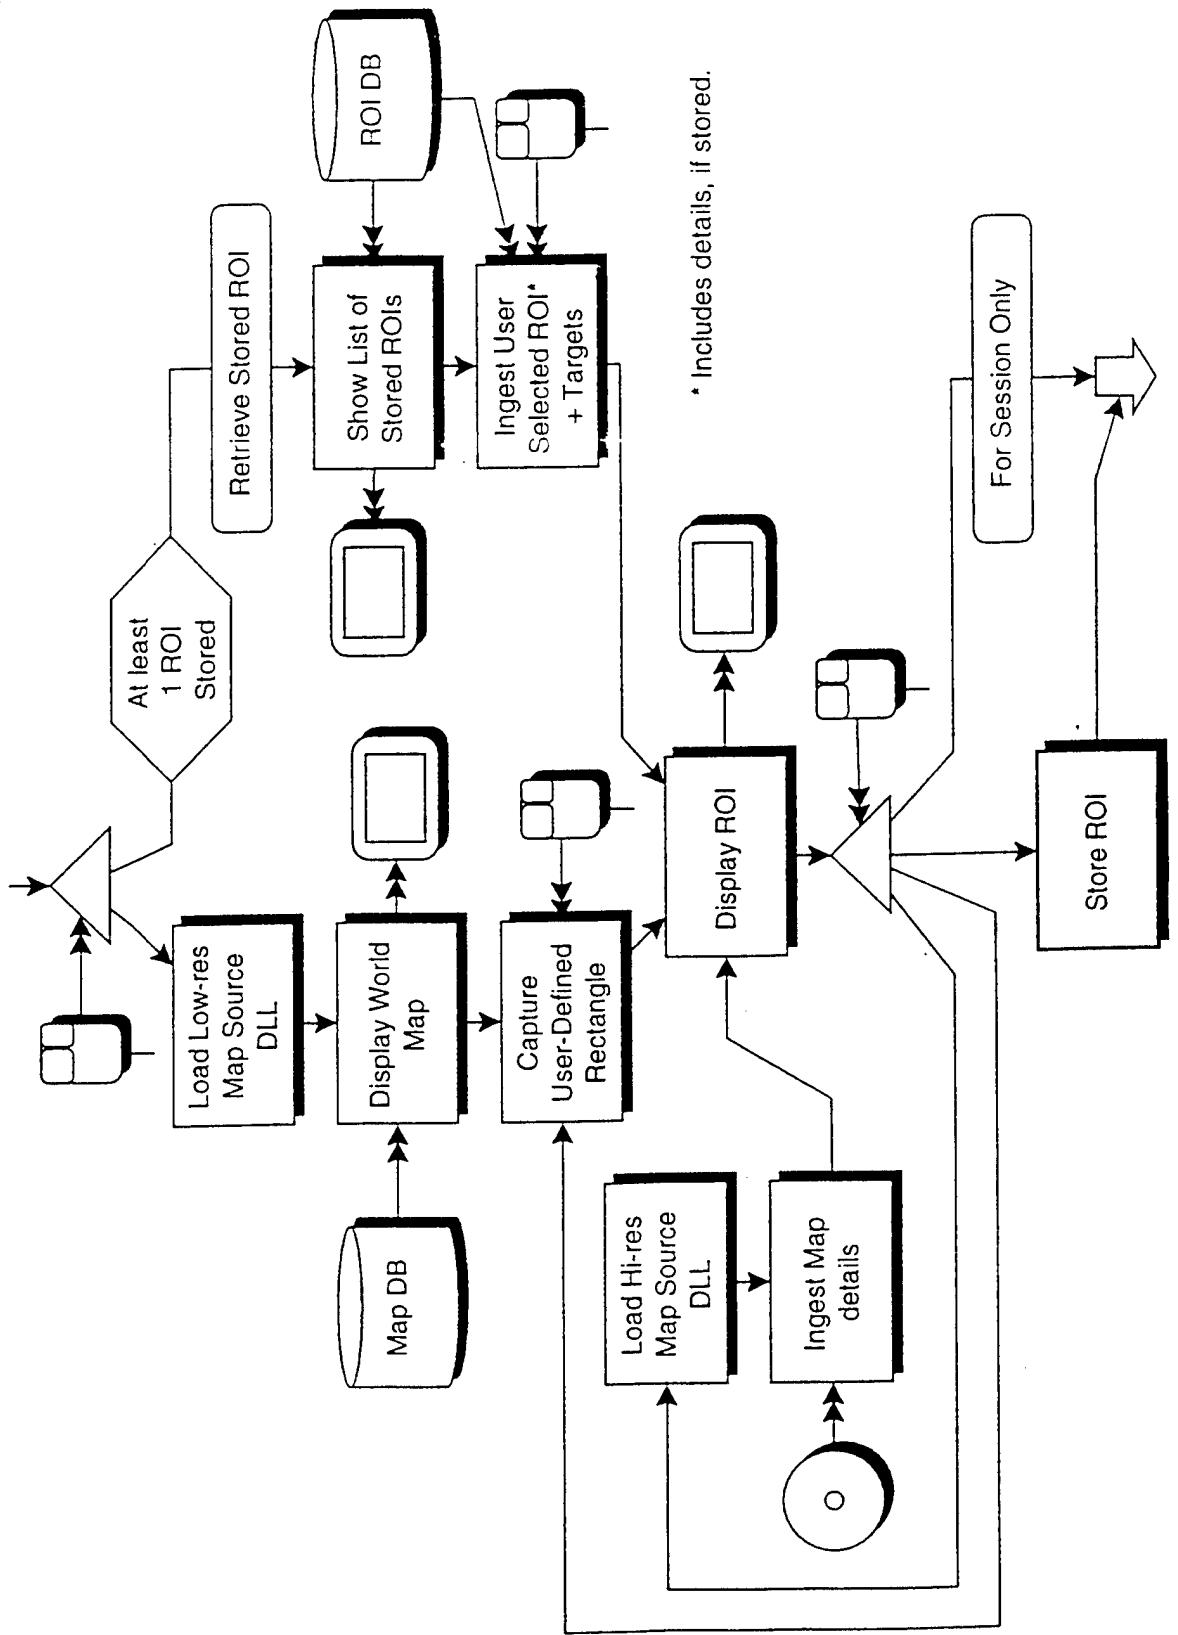 At least
1 ROI
Stored
Retrieve Stored ROI
ROI DB
Show List of
Stored ROIs
Ingest User
Selected ROI*
+ Targets
* Includes details, if stored.
Load Low-res
Map Source
DLL
Display World
Map
Map DB
Capture
User-Defined
Rectangle
Load Hi-res
Map Source
DLL
Ingest Map
details
Display ROI
For Session Only
Store ROI